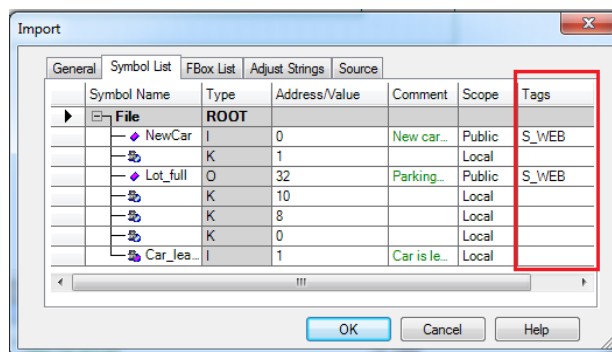 Import
General Symbol List FBox List Adjust Strings Source
Symbol Name Type Address/Value Comment Scope Tags
File ROOT
NewCar I 0 New car... Public S_WEB
K 1 Local
Lot_full O 32 Parking... Public S_WEB
K 10 Local
K 8 Local
K 0 Local
Car_lea... I 1 Car is le... Local
OK Cancel Help